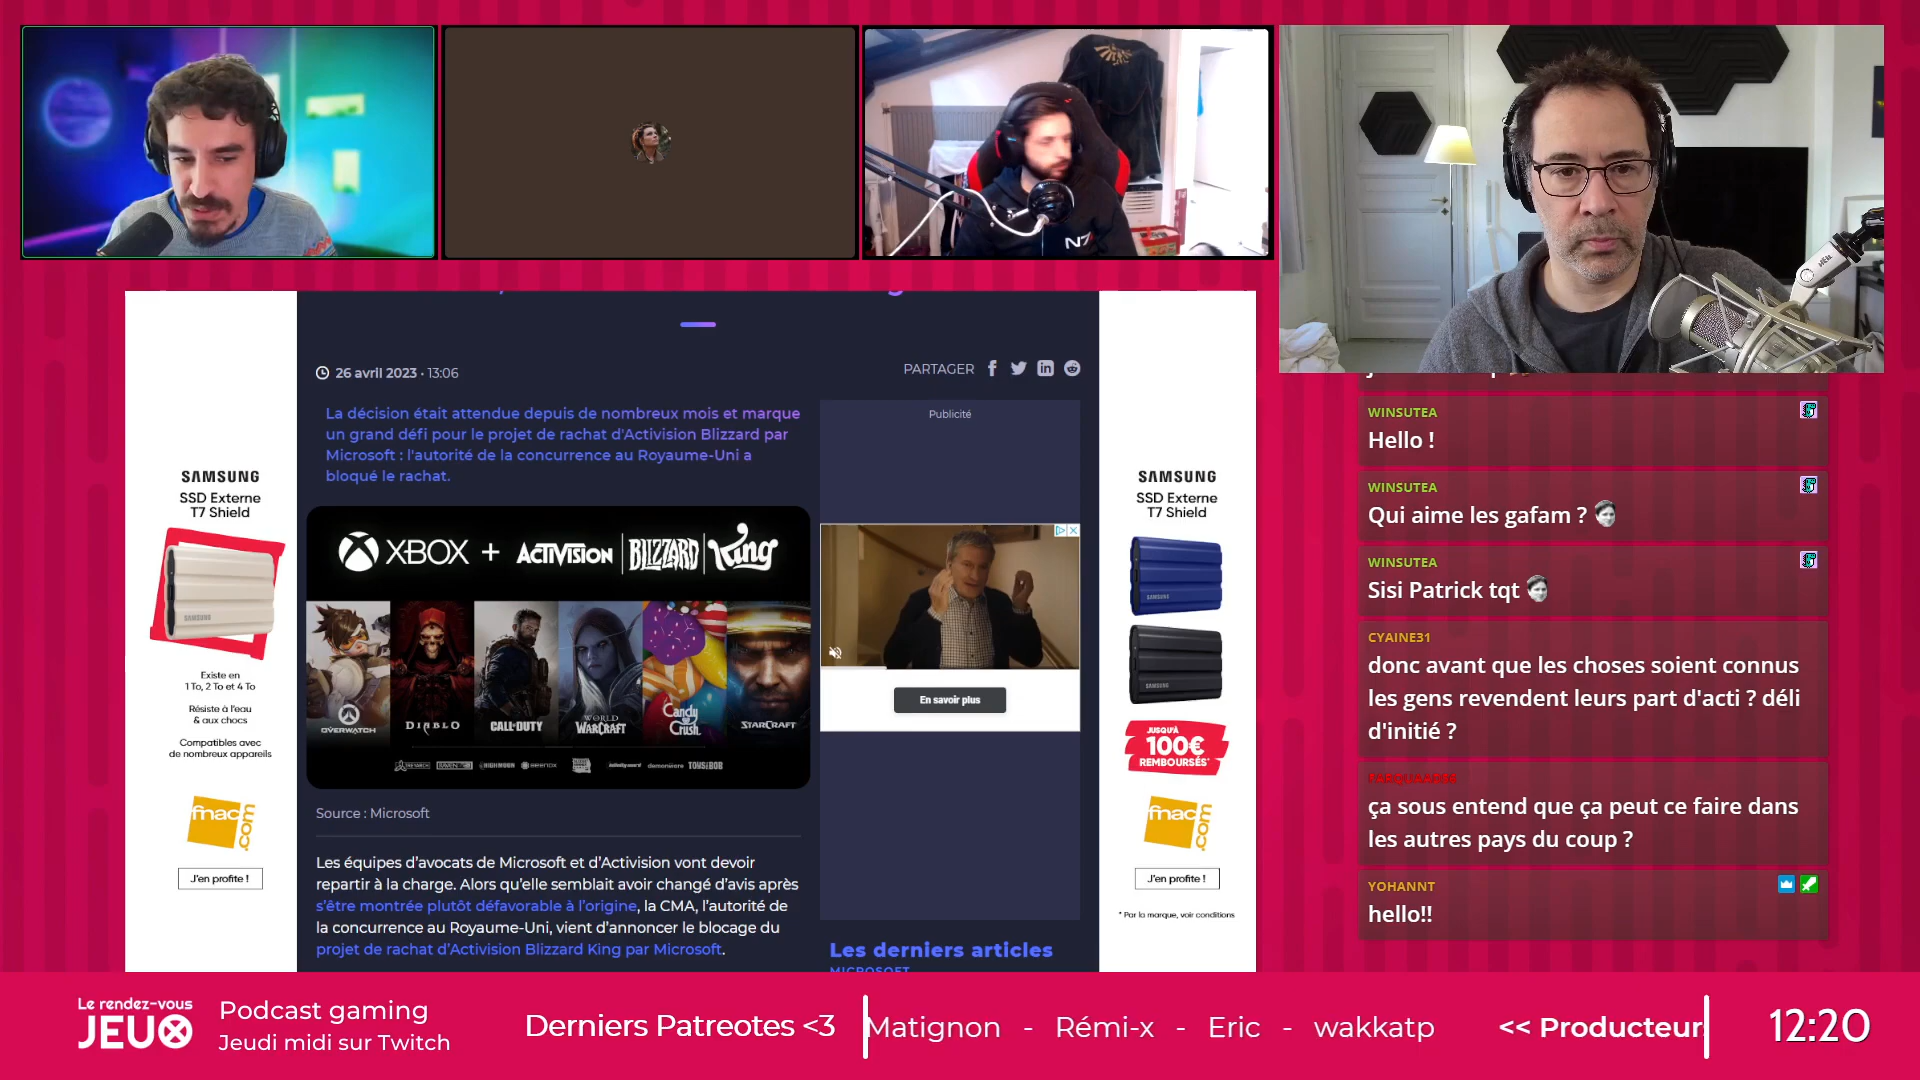 N7
26 avril 2023 • 13:06
PARTAGER
La décision était attendue depuis de nombreux mois et marque
un grand défi pour le projet de rachat d'Activision Blizzard par
Microsoft : l'autorité de la concurrence au Royaume-Uni a
bloqué le rachat.
XBOX + ACTIVISION | BLIZZARD | King
OVERWATCH
DIABLO
CALL OF DUTY
WORLD
WARCRAFT
Candy
Crush
STARCRAFT
TOYS FOR BOB
Source : Microsoft
Les équipes d'avocats de Microsoft et d'Activision vont devoir
repartir à la charge. Alors qu'elle semblait avoir changé d'avis après
s'être montrée plutôt défavorable à l'origine, la CMA, l'autorité de
la concurrence au Royaume-Uni, vient d'annoncer le blocage du
projet de rachat d'Activision Blizzard King par Microsoft.
Publicité
En savoir plus
Les derniers articles
MICROSOFT
SAMSUNG
SSD Externe
T7 Shield
SAMSUNG
Existe en
1 To, 2 To et 4 To
Résiste à l'eau
& aux chocs
Compatibles avec
de nombreux appareils
fnac
.com
J'en profite !
SAMSUNG
SSD Externe
T7 Shield
SAMSUNG
SAMSUNG
JUSQU'À
100€
REMBOURSÉS*
fnac
.com
J'en profite !
* Par la marque, voir conditions
WINSUTEA
Hello !
WINSUTEA
Qui aime les gafam ?
WINSUTEA
Sisi Patrick tqt
CYAINE31
donc avant que les choses soient connus
les gens revendent leurs part d'acti ? déli
d'initié ?
ça sous entend que ça peut ce faire dans
les autres pays du coup ?
YOHANNT
hello!!
Le rendez-vous
JEUX
Podcast gaming
Jeudi midi sur Twitch
Derniers Patreotes <3
Matignon - Rémi-x - Eric - wakkatp
<< Producteur
12:20